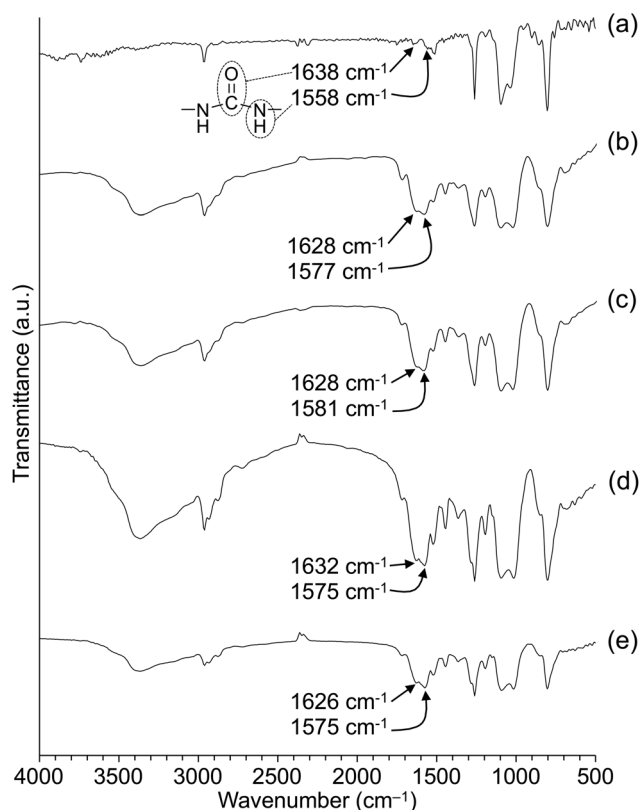 (a)
1638 cm⁻¹
1558 cm⁻¹
O
C
N
H
N
H
(b)
1628 cm⁻¹
1577 cm⁻¹
(c)
1628 cm⁻¹
1581 cm⁻¹
(d)
1632 cm⁻¹
1575 cm⁻¹
(e)
1626 cm⁻¹
1575 cm⁻¹
Transmittance (a.u.)
4000 3500 3000 2500 2000 1500 1000 500
Wavenumber (cm⁻¹)